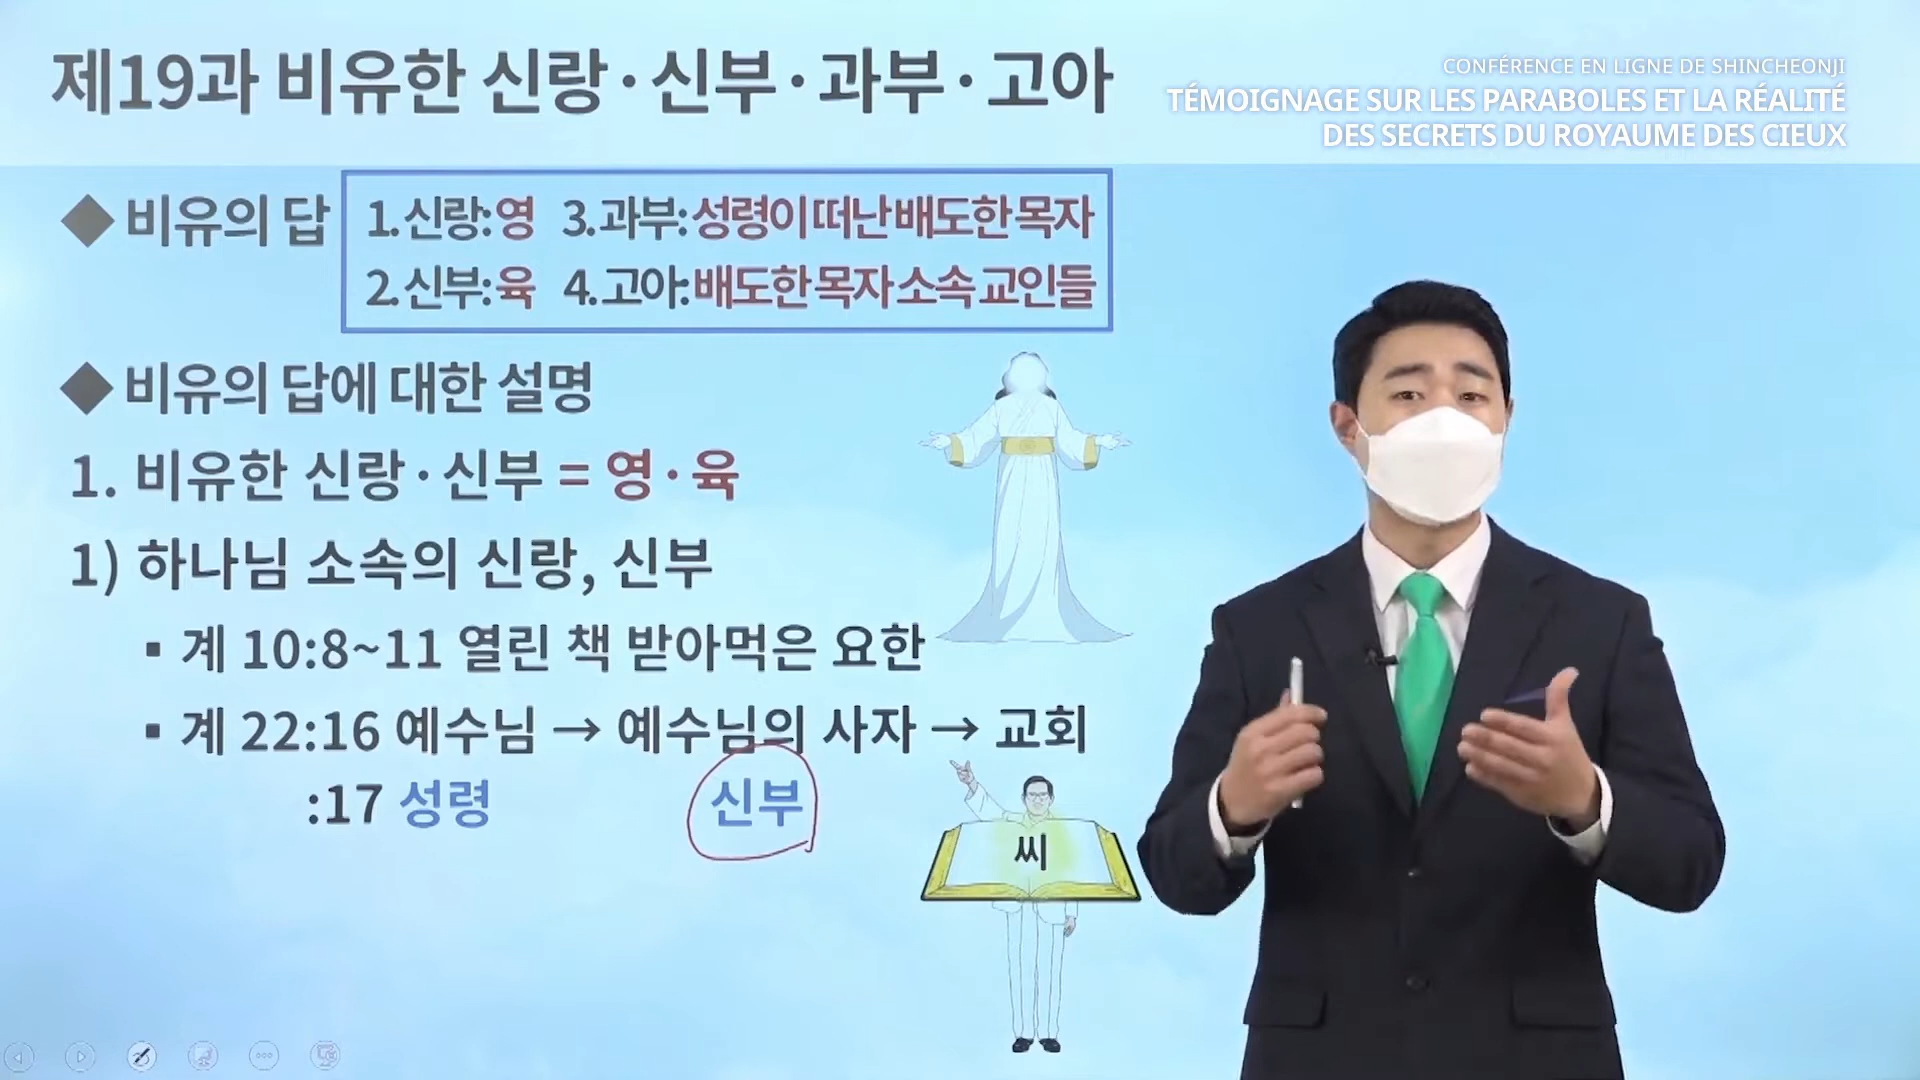 제19과 비유한 신랑·신부·과부·고아
CONFÉRENCE EN LIGNE DE SHINCHEONJI
TÉMOIGNAGE SUR LES PARABOLES ET LA RÉALITÉ
DES SECRETS DU ROYAUME DES CIEUX
◆ 비유의 답
1. 신랑: 영 3. 과부: 성령이 떠난 배도한 목자
2. 신부: 육 4. 고아: 배도한 목자 소속 교인들
◆ 비유의 답에 대한 설명
1. 비유한 신랑·신부 = 영·육
1) 하나님 소속의 신랑, 신부
▪ 계 10:8~11 열린 책 받아먹은 요한
▪ 계 22:16 예수님 → 예수님의 사자 → 교회
:17 성령 신부
씨